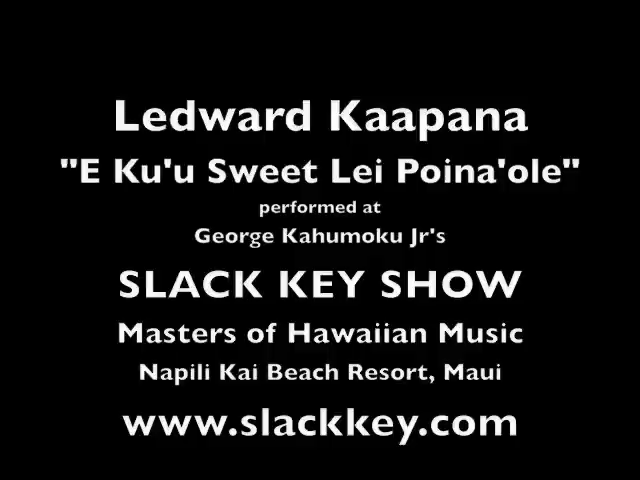 Ledward Kaapana
"E Ku'u Sweet Lei Poina'ole"
performed at
George Kahumoku Jr's
SLACK KEY SHOW
Masters of Hawaiian Music
Napili Kai Beach Resort, Maui
www.slackkey.com